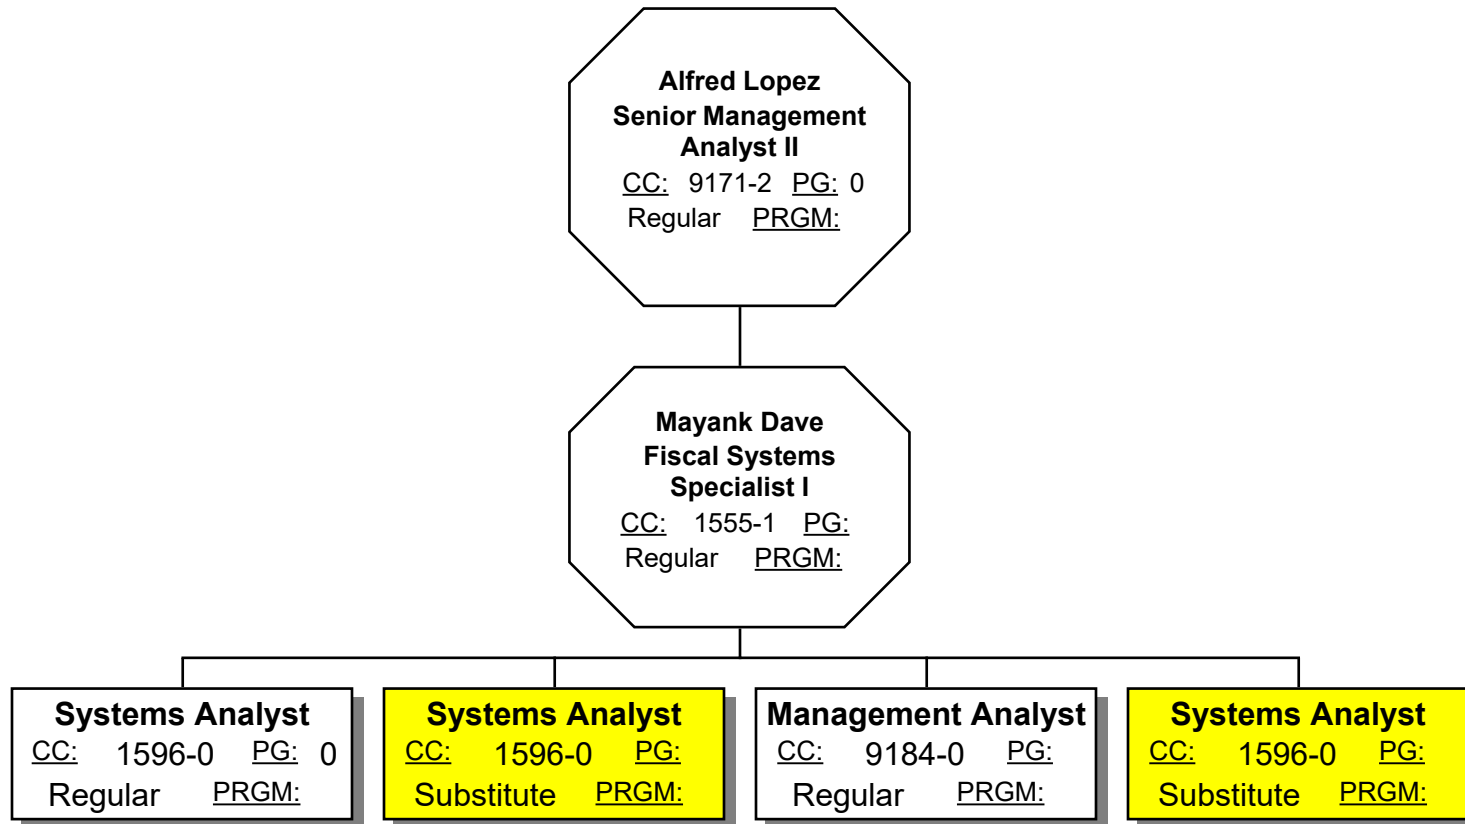 Alfred Lopez
Senior Management
Analyst II
CC: 9171-2 PG: 0
Regular PRGM:
Mayank Dave
Fiscal Systems
Specialist I
CC: 1555-1 PG:
Regular PRGM:
Systems Analyst
CC: 1596-0 PG: 0
Regular PRGM:
Systems Analyst
CC: 1596-0 PG:
Substitute PRGM:
Management Analyst
CC: 9184-0 PG:
Regular PRGM:
Systems Analyst
CC: 1596-0 PG:
Substitute PRGM: